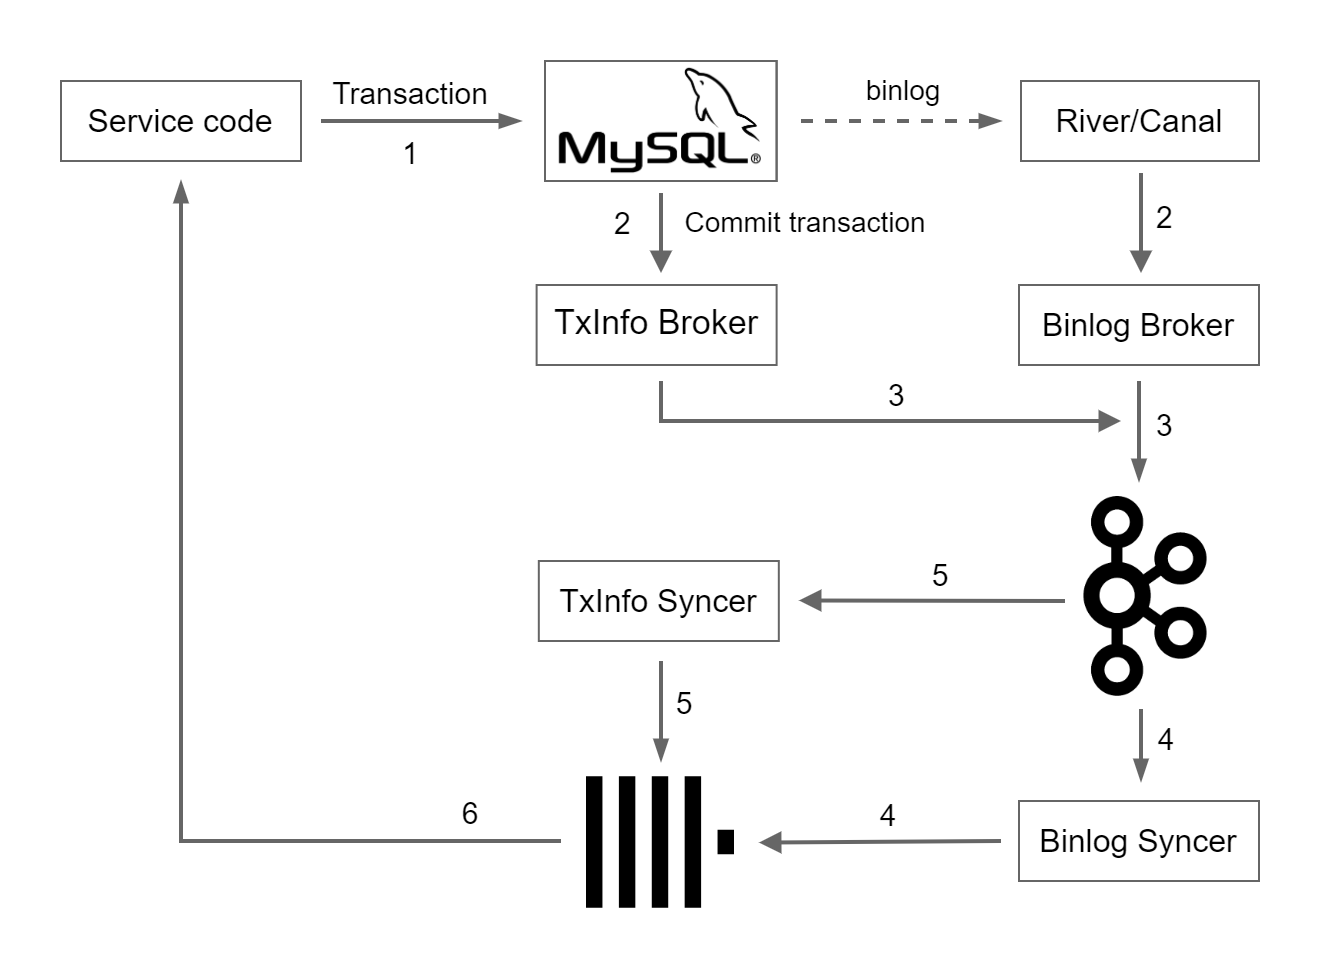 Transaction
binlog
Service code
MySQL®
River/Canal
1
2
Commit transaction
2
TxInfo Broker
Binlog Broker
3
3
5
TxInfo Syncer
5
4
6
4
Binlog Syncer